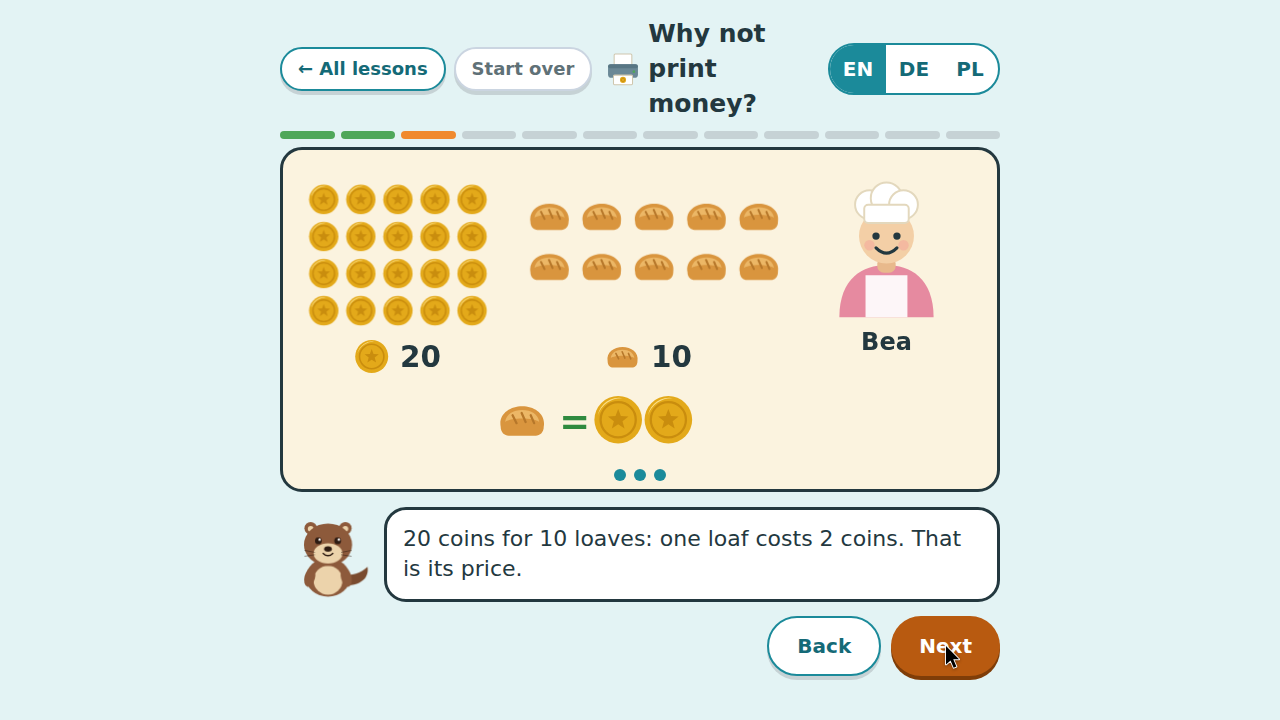 ← All lessons
Start over
Why not
print
money?
EN DE PL
20
10
Bea
=
20 coins for 10 loaves: one loaf costs 2 coins. That
is its price.
Back
Next